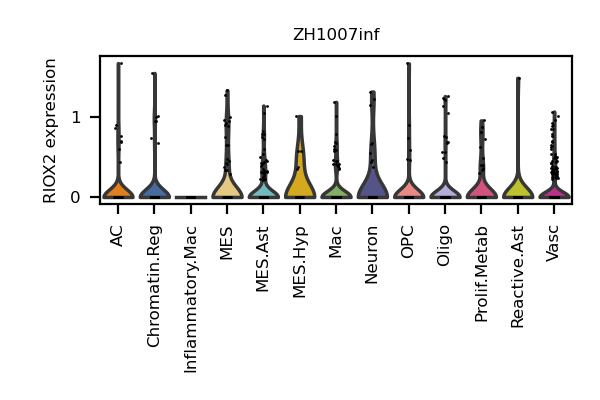 ZH1007inf
RIOX2 expression
1
0
AC
Chromatin.Reg
Inflammatory.Mac
MES
MES.Ast
MES.Hyp
Mac
Neuron
OPC
Oligo
Prolif.Metab
Reactive.Ast
Vasc